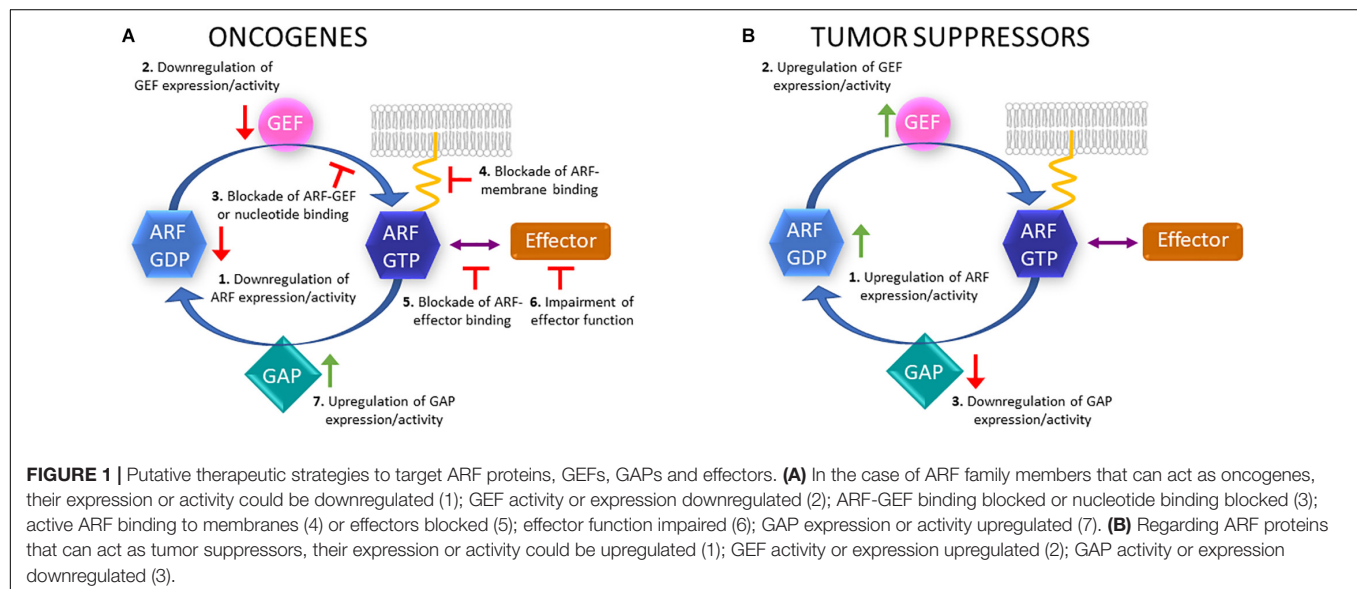 A ONCOGENES
2. Downregulation of
GEF expression/activity
GEF
3. Blockade of ARF-GEF
or nucleotide binding
4. Blockade of ARF-
membrane binding
ARF
GDP
ARF
GTP
Effector
1. Downregulation of
ARF expression/activity
5. Blockade of ARF-
effector binding
6. Impairment of
effector function
GAP
7. Upregulation of GAP
expression/activity
B TUMOR SUPPRESSORS
2. Upregulation of GEF
expression/activity
GEF
ARF
GDP
ARF
GTP
Effector
1. Upregulation of ARF
expression/activity
GAP
3. Downregulation of GAP
expression/activity
FIGURE 1 | Putative therapeutic strategies to target ARF proteins, GEFs, GAPs and effectors. (A) In the case of ARF family members that can act as oncogenes,
their expression or activity could be downregulated (1); GEF activity or expression downregulated (2); ARF-GEF binding blocked or nucleotide binding blocked (3);
active ARF binding to membranes (4) or effectors blocked (5); effector function impaired (6); GAP expression or activity upregulated (7). (B) Regarding ARF proteins
that can act as tumor suppressors, their expression or activity could be upregulated (1); GEF activity or expression upregulated (2); GAP activity or expression
downregulated (3).